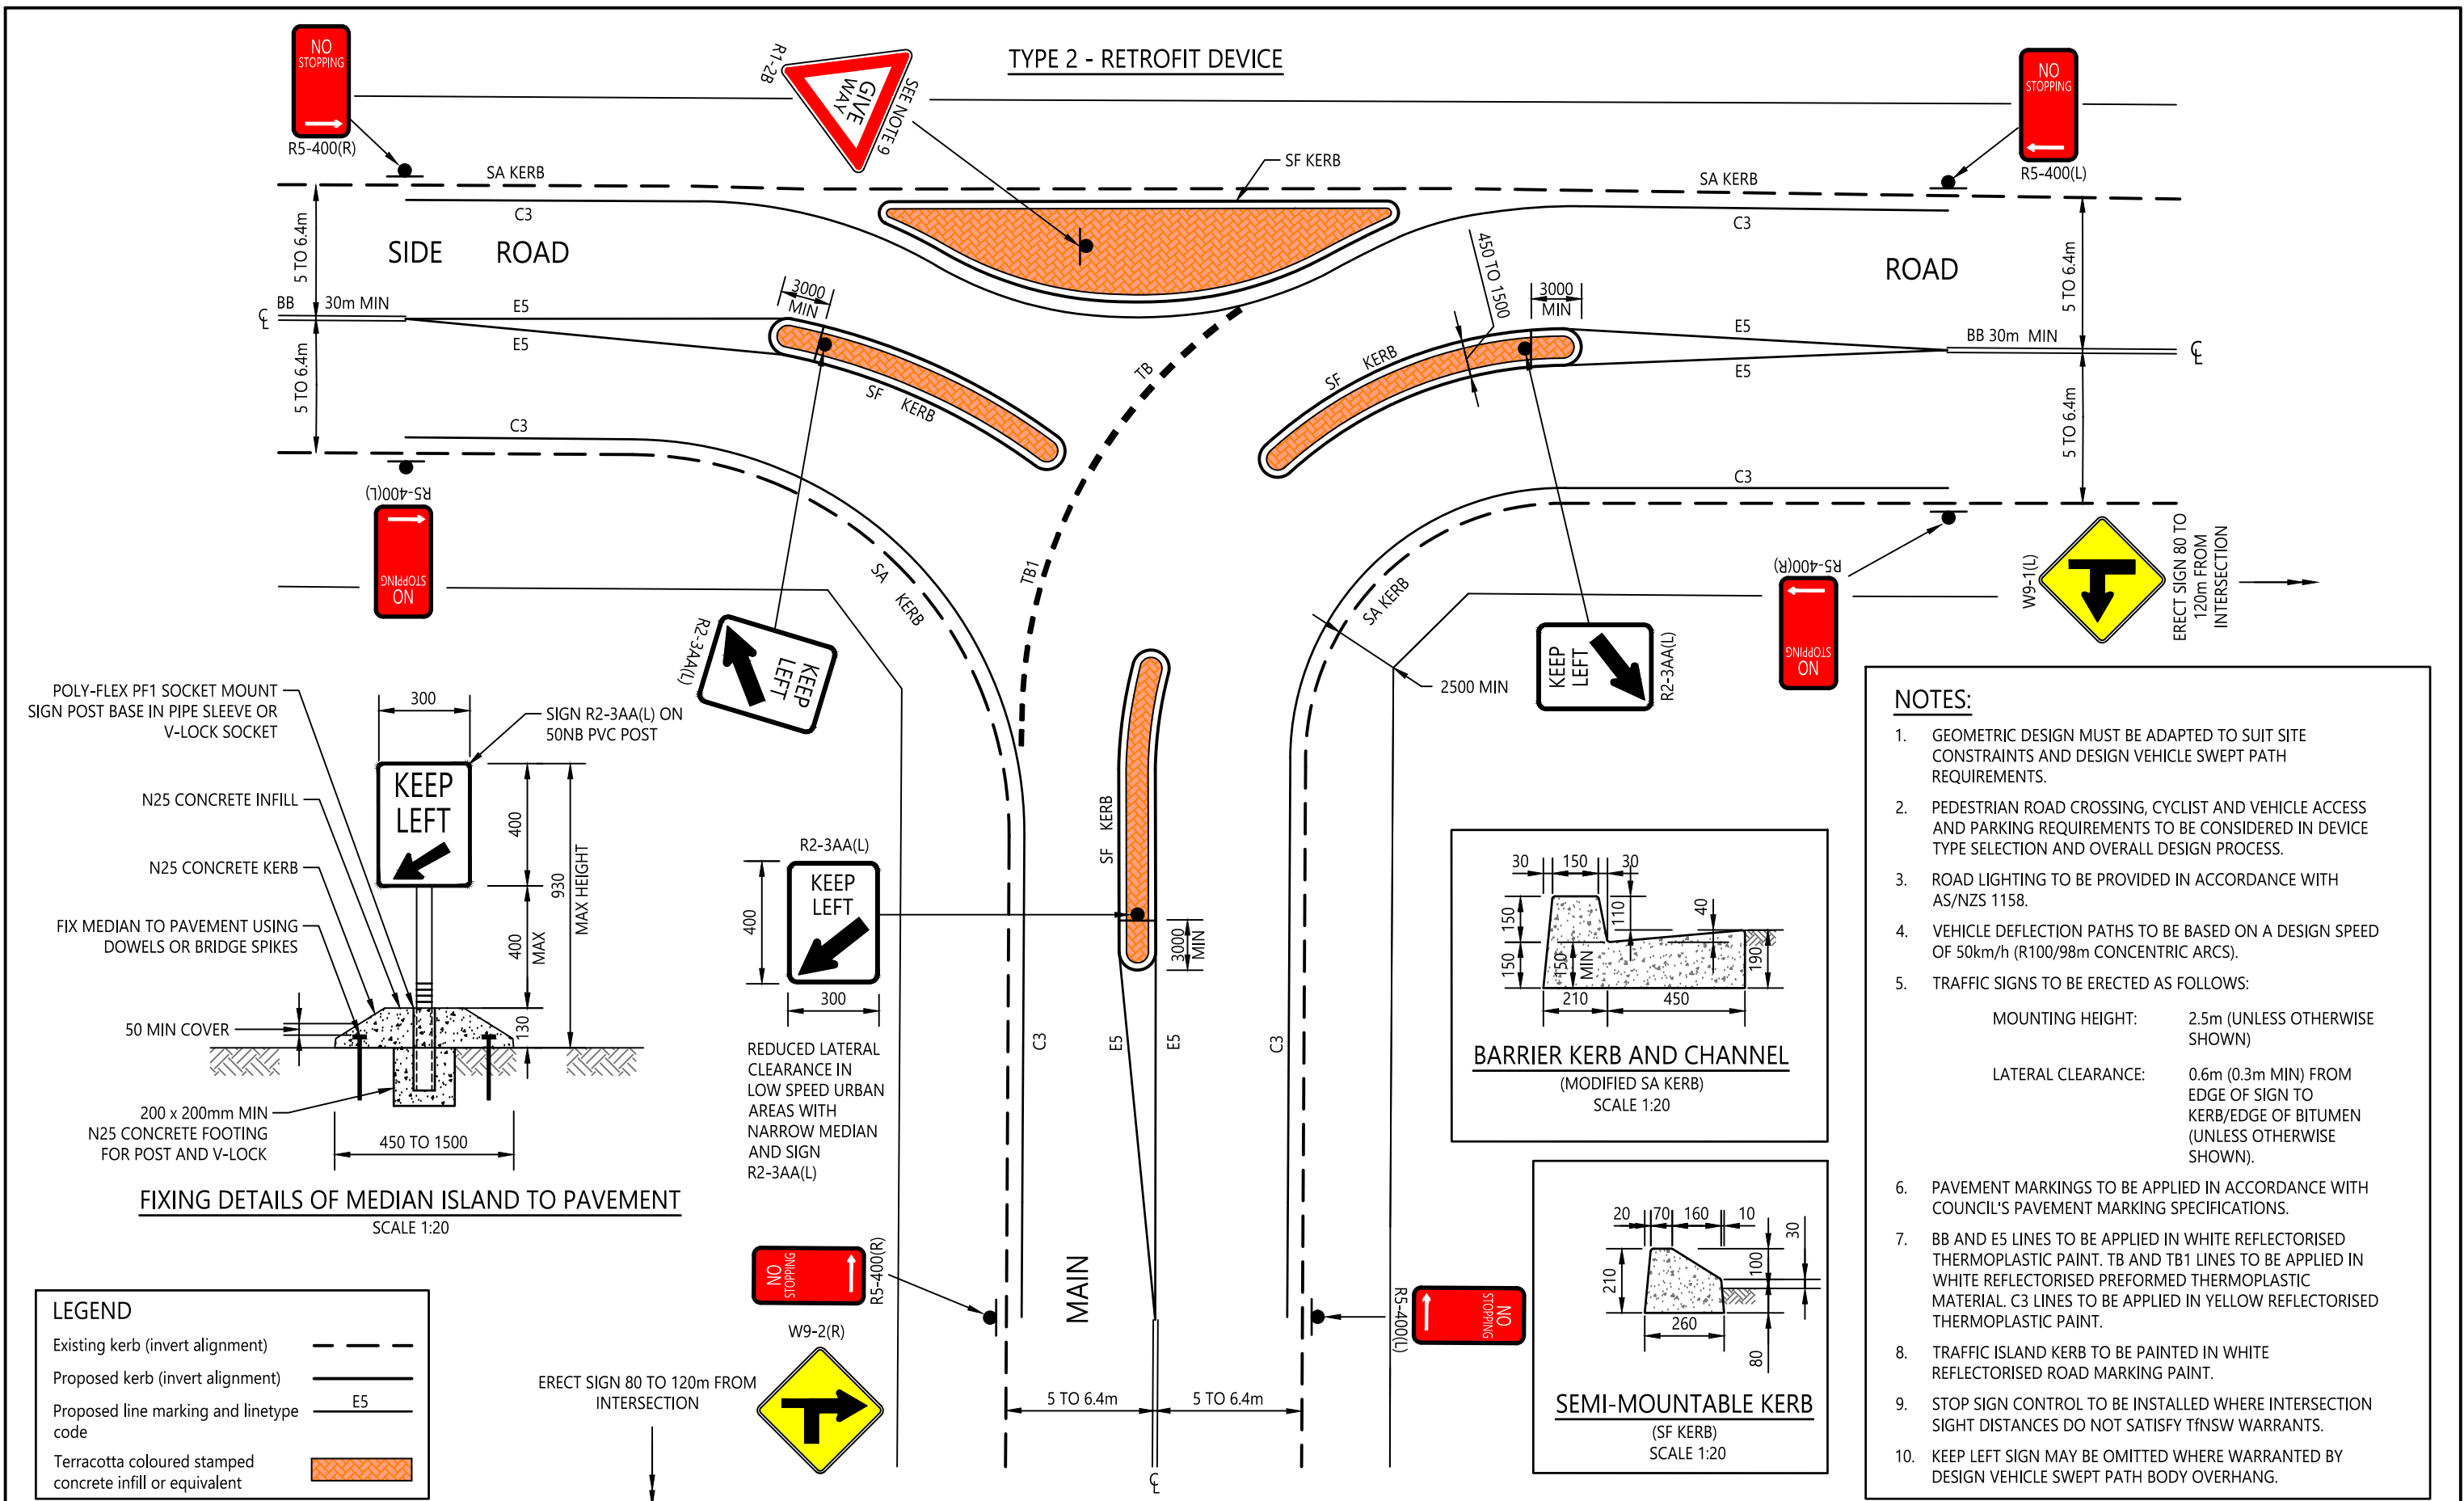 TYPE 2 - RETROFIT DEVICE
NO
STOPPING
R5-400(R)
R1-2B
GIVE
WAY
SEE NOTE 9
NO
STOPPING
R5-400(L)
SF KERB
SA KERB
SA KERB
C3
C3
5 TO 6.4m
SIDE ROAD
ROAD
5 TO 6.4m
450 TO 1500
3000
MIN
3000
MIN
BB
30m MIN
E5
E5
BB 30m MIN
E5
E5
5 TO 6.4m
SF KERB
TB
SF KERB
5 TO 6.4m
C3
C3
R5-400(L)
NO
STOPPING
SA KERB
TB1
SA KERB
R5-400(R)
NO
STOPPING
W9-1(L)
ERECT SIGN 80 TO
120m FROM
INTERSECTION
R2-3AA(L)
KEEP
LEFT
KEEP
LEFT
R2-3AA(L)
2500 MIN
POLY-FLEX PF1 SOCKET MOUNT
SIGN POST BASE IN PIPE SLEEVE OR
V-LOCK SOCKET
300
SIGN R2-3AA(L) ON
50NB PVC POST
N25 CONCRETE INFILL
KEEP
LEFT
400
930
MAX HEIGHT
N25 CONCRETE KERB
FIX MEDIAN TO PAVEMENT USING
DOWELS OR BRIDGE SPIKES
400
MAX
50 MIN COVER
130
200 x 200mm MIN
N25 CONCRETE FOOTING
FOR POST AND V-LOCK
450 TO 1500
FIXING DETAILS OF MEDIAN ISLAND TO PAVEMENT
SCALE 1:20
R2-3AA(L)
KEEP
LEFT
400
300
REDUCED LATERAL
CLEARANCE IN
LOW SPEED URBAN
AREAS WITH
NARROW MEDIAN
AND SIGN
R2-3AA(L)
SF KERB
3000
MIN
C3
E5
E5
C3
MAIN
NO
STOPPING
R5-400(R)
R5-400(L)
NO
STOPPING
W9-2(R)
ERECT SIGN 80 TO 120m FROM
INTERSECTION
5 TO 6.4m
5 TO 6.4m
30
150
30
150
110
40
150
150
MIN
190
210
450
BARRIER KERB AND CHANNEL
(MODIFIED SA KERB)
SCALE 1:20
20
70
160
10
30
100
210
260
80
SEMI-MOUNTABLE KERB
(SF KERB)
SCALE 1:20
LEGEND
Existing kerb (invert alignment)
Proposed kerb (invert alignment)
Proposed line marking and linetype
code
E5
Terracotta coloured stamped
concrete infill or equivalent
NOTES:
1. GEOMETRIC DESIGN MUST BE ADAPTED TO SUIT SITE
CONSTRAINTS AND DESIGN VEHICLE SWEPT PATH
REQUIREMENTS.
2. PEDESTRIAN ROAD CROSSING, CYCLIST AND VEHICLE ACCESS
AND PARKING REQUIREMENTS TO BE CONSIDERED IN DEVICE
TYPE SELECTION AND OVERALL DESIGN PROCESS.
3. ROAD LIGHTING TO BE PROVIDED IN ACCORDANCE WITH
AS/NZS 1158.
4. VEHICLE DEFLECTION PATHS TO BE BASED ON A DESIGN SPEED
OF 50km/h (R100/98m CONCENTRIC ARCS).
5. TRAFFIC SIGNS TO BE ERECTED AS FOLLOWS:
MOUNTING HEIGHT: 2.5m (UNLESS OTHERWISE
SHOWN)
LATERAL CLEARANCE: 0.6m (0.3m MIN) FROM
EDGE OF SIGN TO
KERB/EDGE OF BITUMEN
(UNLESS OTHERWISE
SHOWN).
6. PAVEMENT MARKINGS TO BE APPLIED IN ACCORDANCE WITH
COUNCIL'S PAVEMENT MARKING SPECIFICATIONS.
7. BB AND E5 LINES TO BE APPLIED IN WHITE REFLECTORISED
THERMOPLASTIC PAINT. TB AND TB1 LINES TO BE APPLIED IN
WHITE REFLECTORISED PREFORMED THERMOPLASTIC
MATERIAL. C3 LINES TO BE APPLIED IN YELLOW REFLECTORISED
THERMOPLASTIC PAINT.
8. TRAFFIC ISLAND KERB TO BE PAINTED IN WHITE
REFLECTORISED ROAD MARKING PAINT.
9. STOP SIGN CONTROL TO BE INSTALLED WHERE INTERSECTION
SIGHT DISTANCES DO NOT SATISFY TfNSW WARRANTS.
10. KEEP LEFT SIGN MAY BE OMITTED WHERE WARRANTED BY
DESIGN VEHICLE SWEPT PATH BODY OVERHANG.